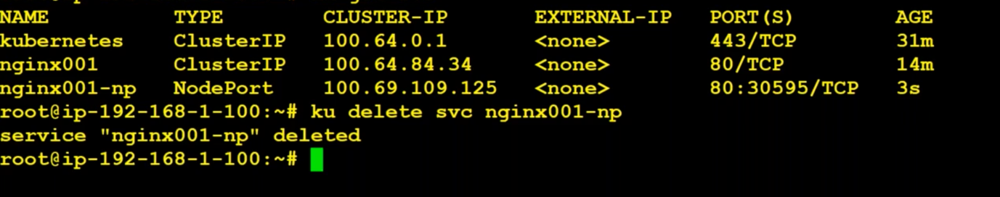 NAME TYPE CLUSTER-IP EXTERNAL-IP PORT(S) AGE
kubernetes ClusterIP 100.64.0.1 <none> 443/TCP 31m
nginx001 ClusterIP 100.64.84.34 <none> 80/TCP 14m
nginx001-np NodePort 100.69.109.125 <none> 80:30595/TCP 3s
root@ip-192-168-1-100:~# ku delete svc nginx001-np
service "nginx001-np" deleted
root@ip-192-168-1-100:~#